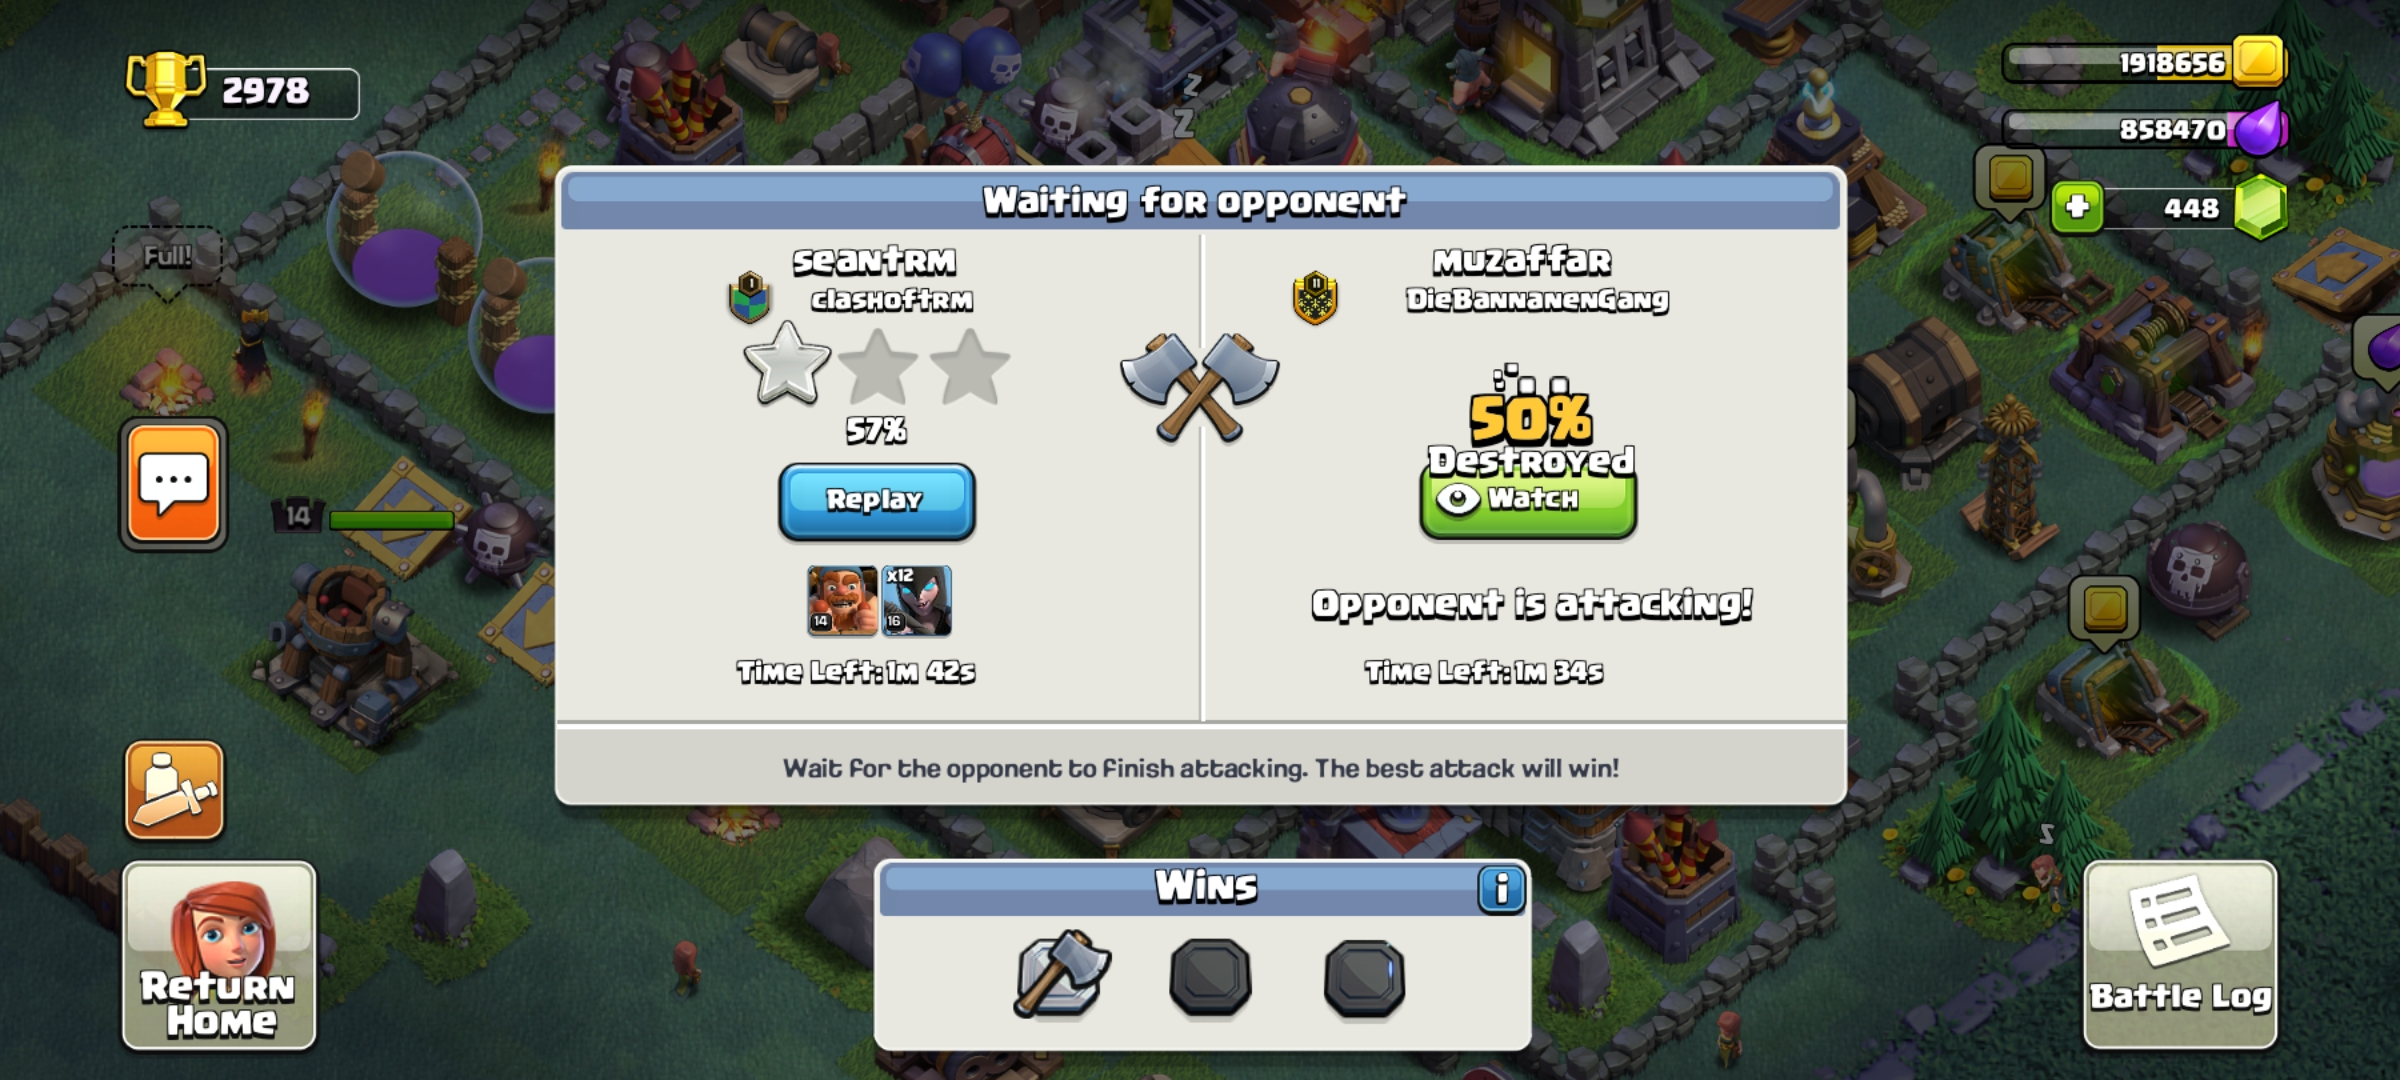 2978
1918656
858470
448
Full!
Waiting for opponent
seantrm
clashoftrm
57%
Replay
x12
14
16
Time Left: 1m 42s
Muzaffar
DieBannanenGang
50%
Destroyed
Watch
Opponent is attacking!
Time Left: 1m 34s
Wait for the opponent to finish attacking. The best attack will win!
14
z
Z
Z
Wins
i
Return
Home
Battle Log